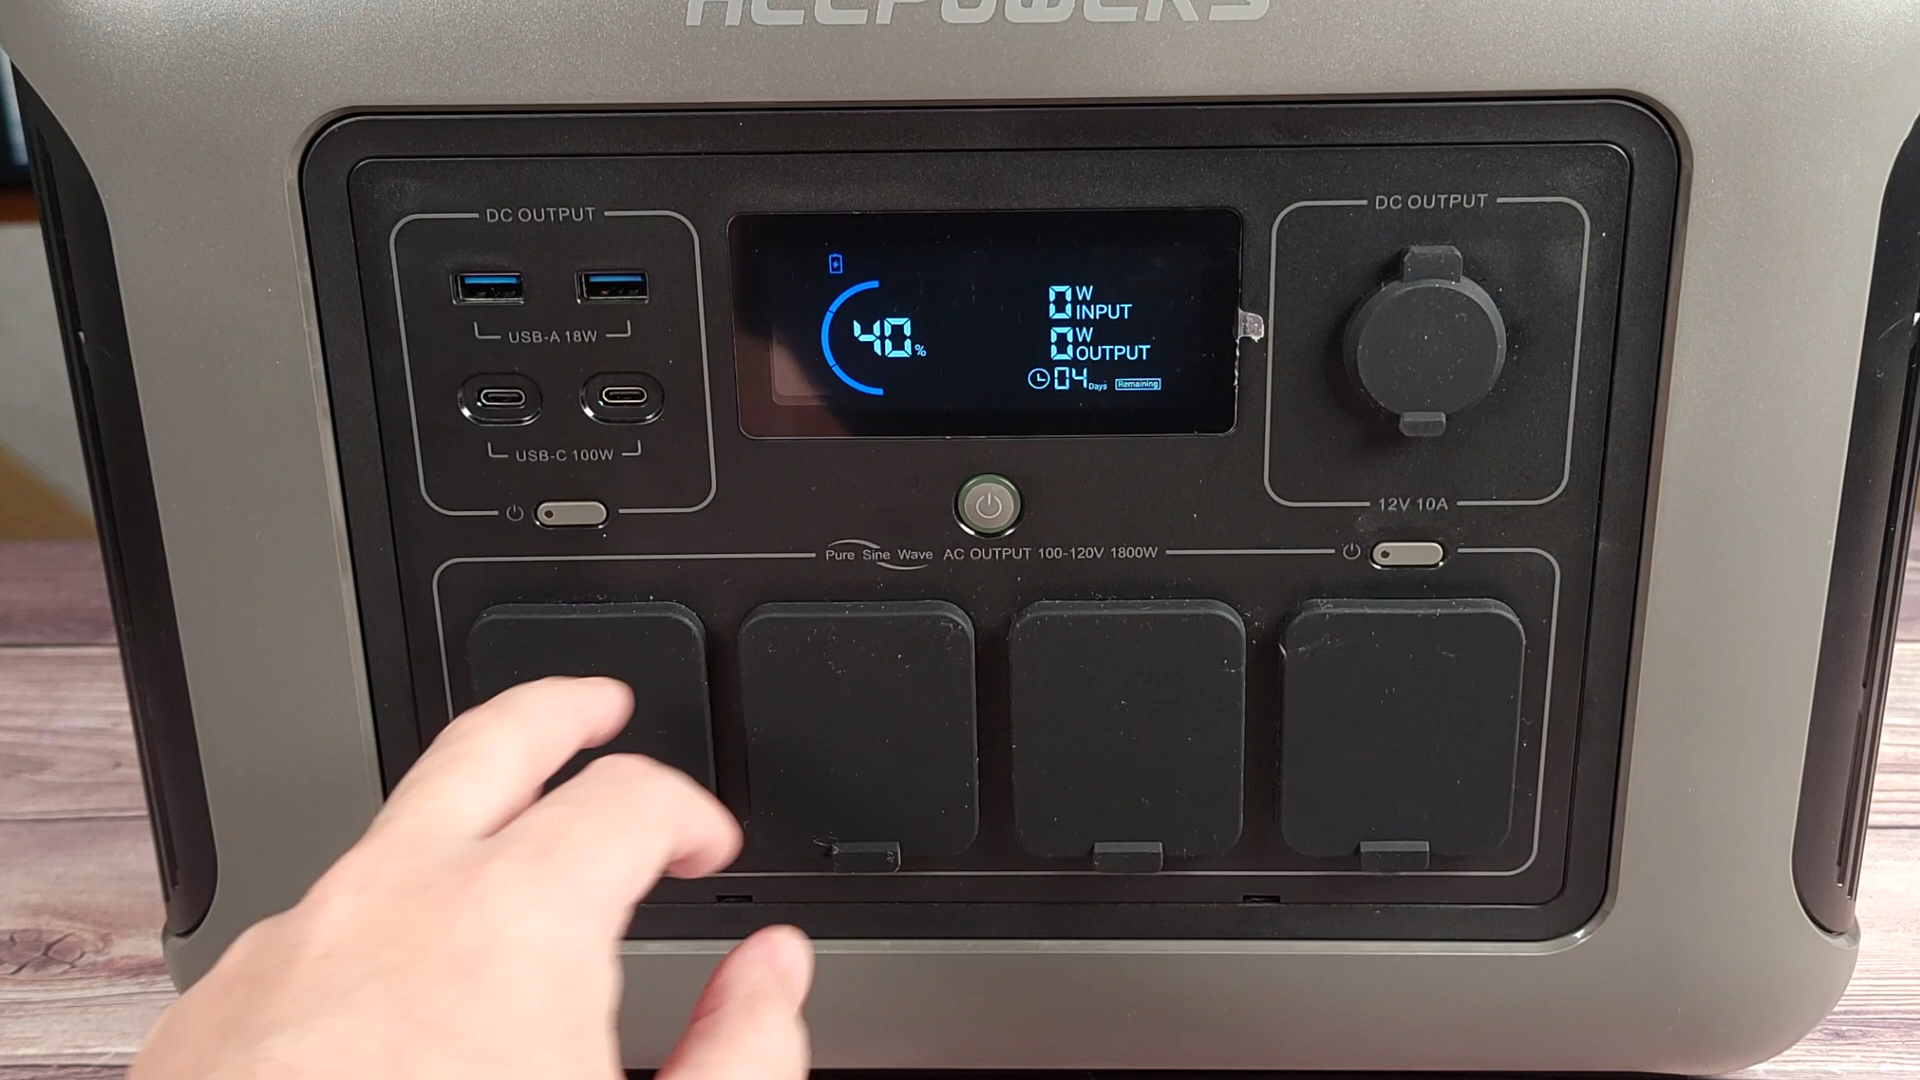 DC OUTPUT
USB-A 18W
USB-C 100W
40%
0W INPUT
0W OUTPUT
04 Days Remaining
DC OUTPUT
12V 10A
Pure Sine Wave AC OUTPUT 100-120V 1800W